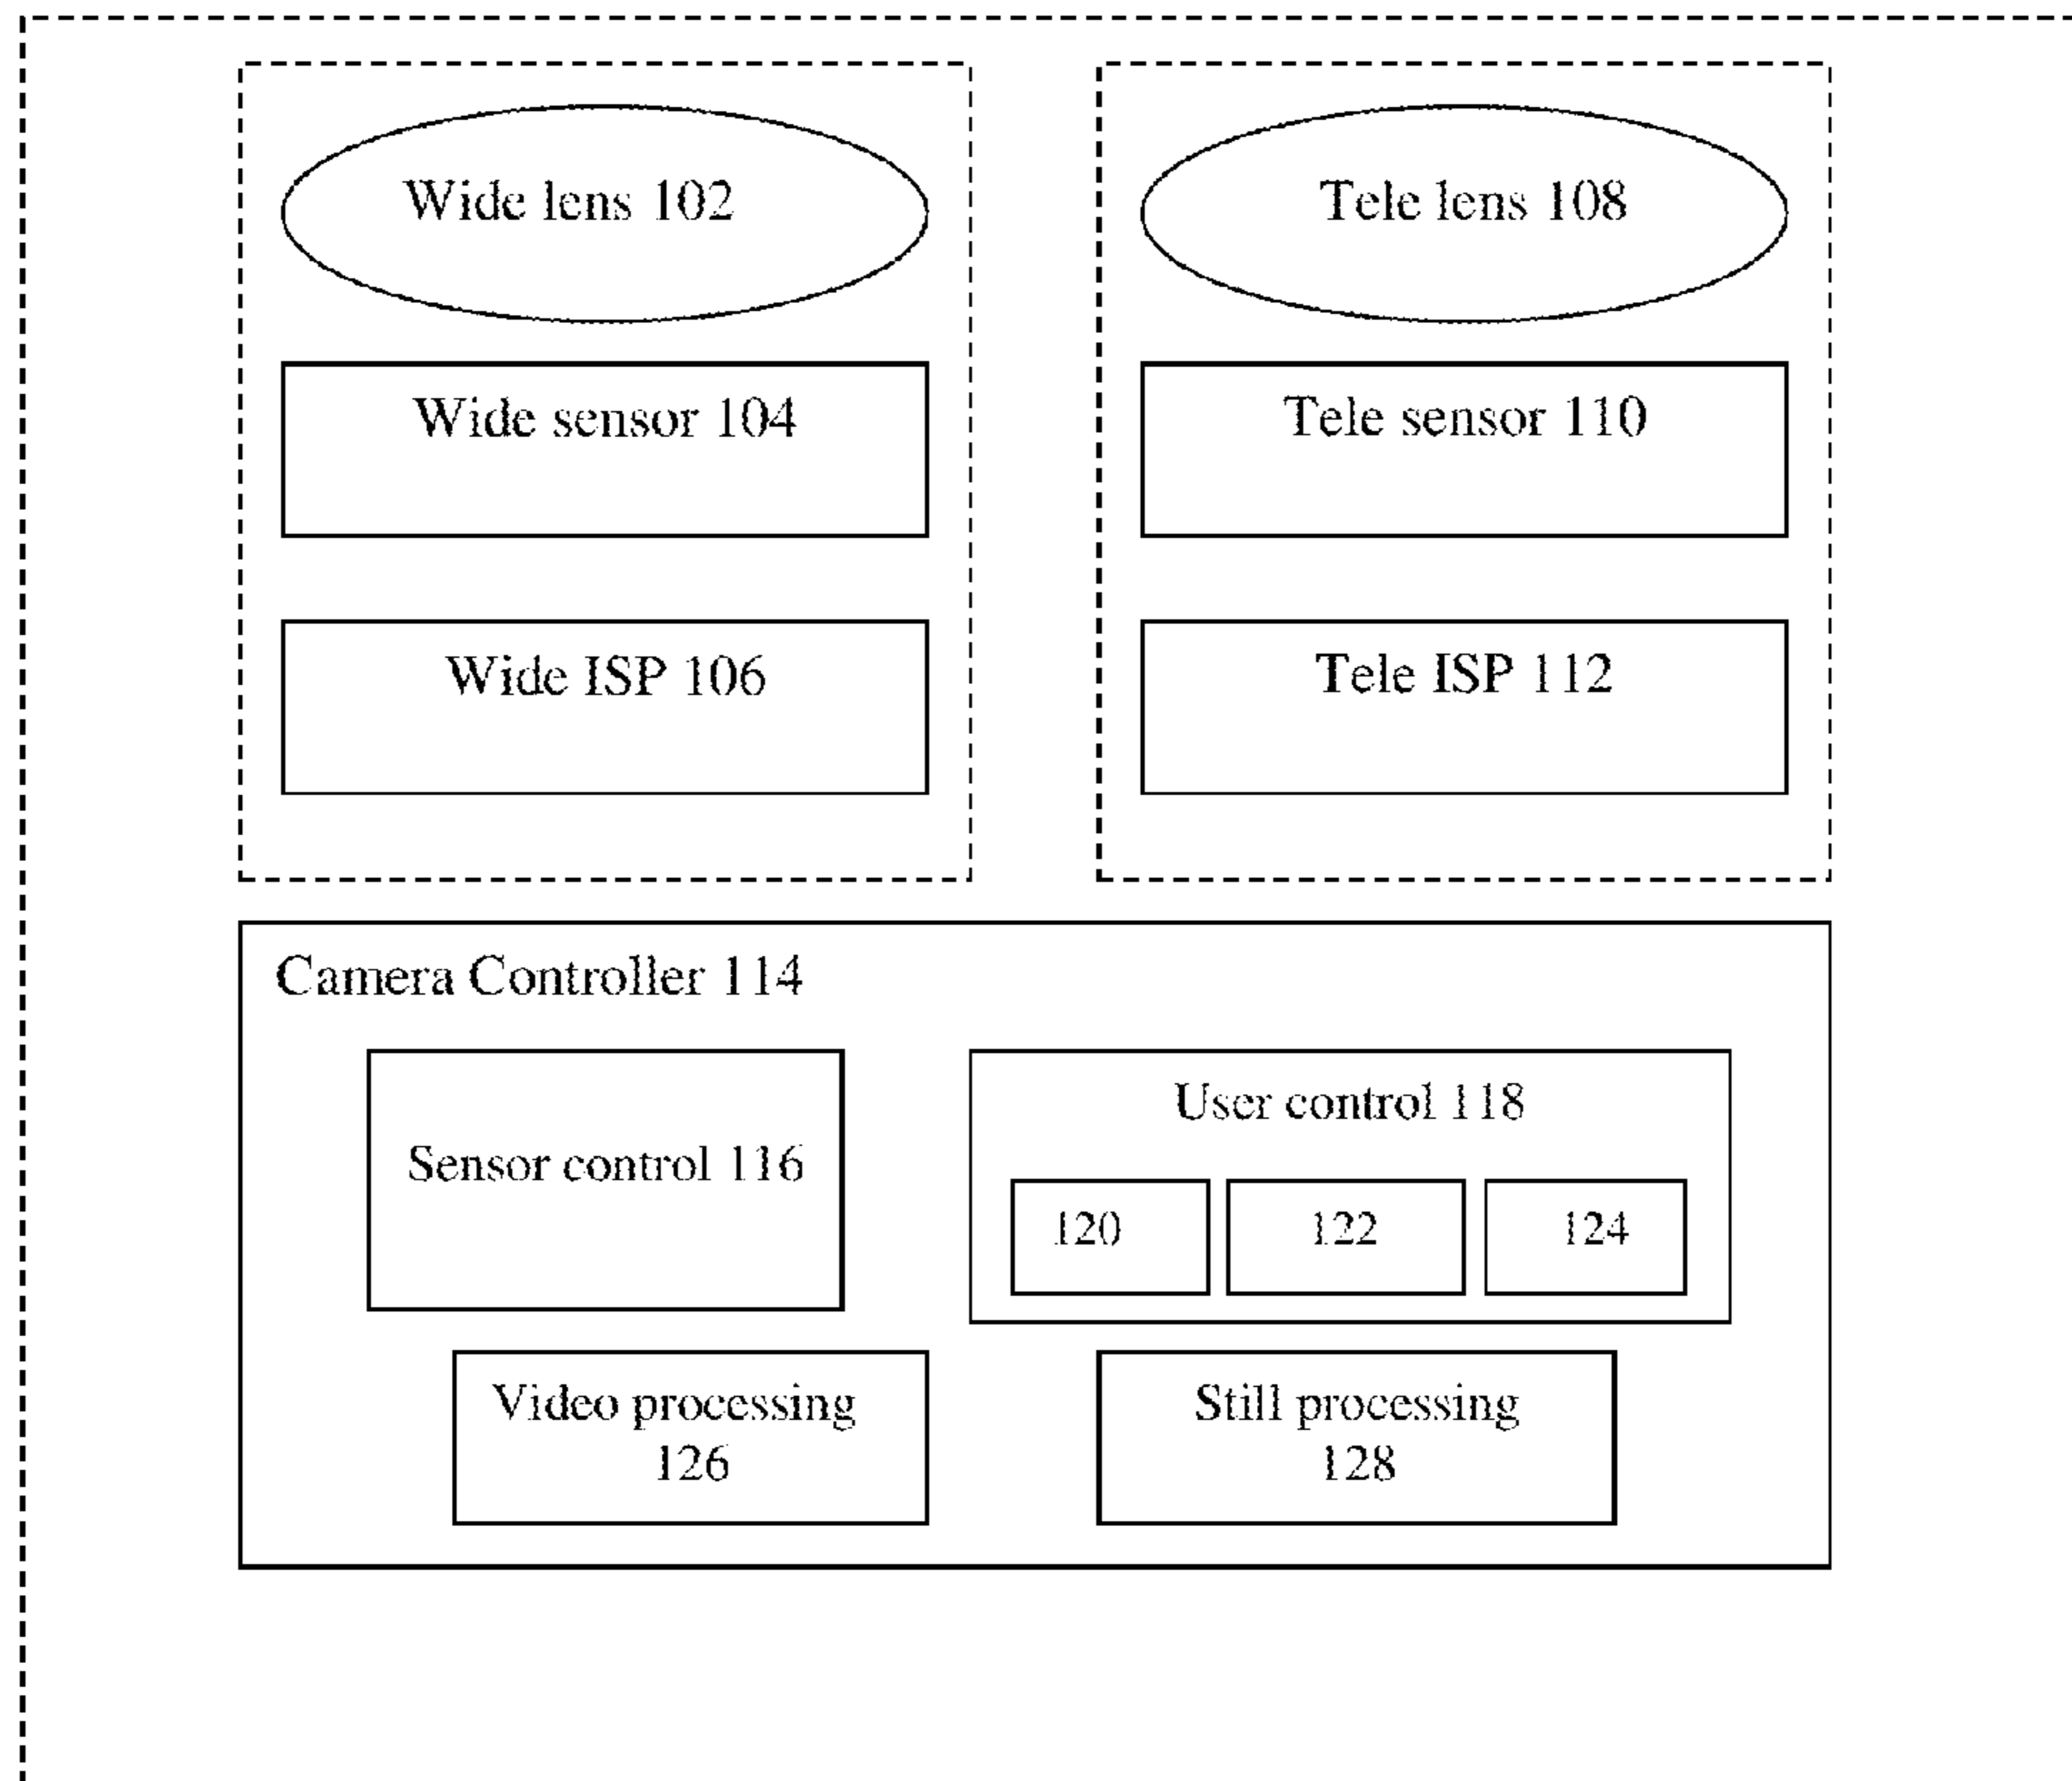 Wide lens 102
Tele lens 108
Wide sensor 104
Tele sensor 110
Wide ISP 106
Tele ISP 112
Camera Controller 114
Sensor control 116
User control 118
120
122
124
Video processing
126
Still processing
128